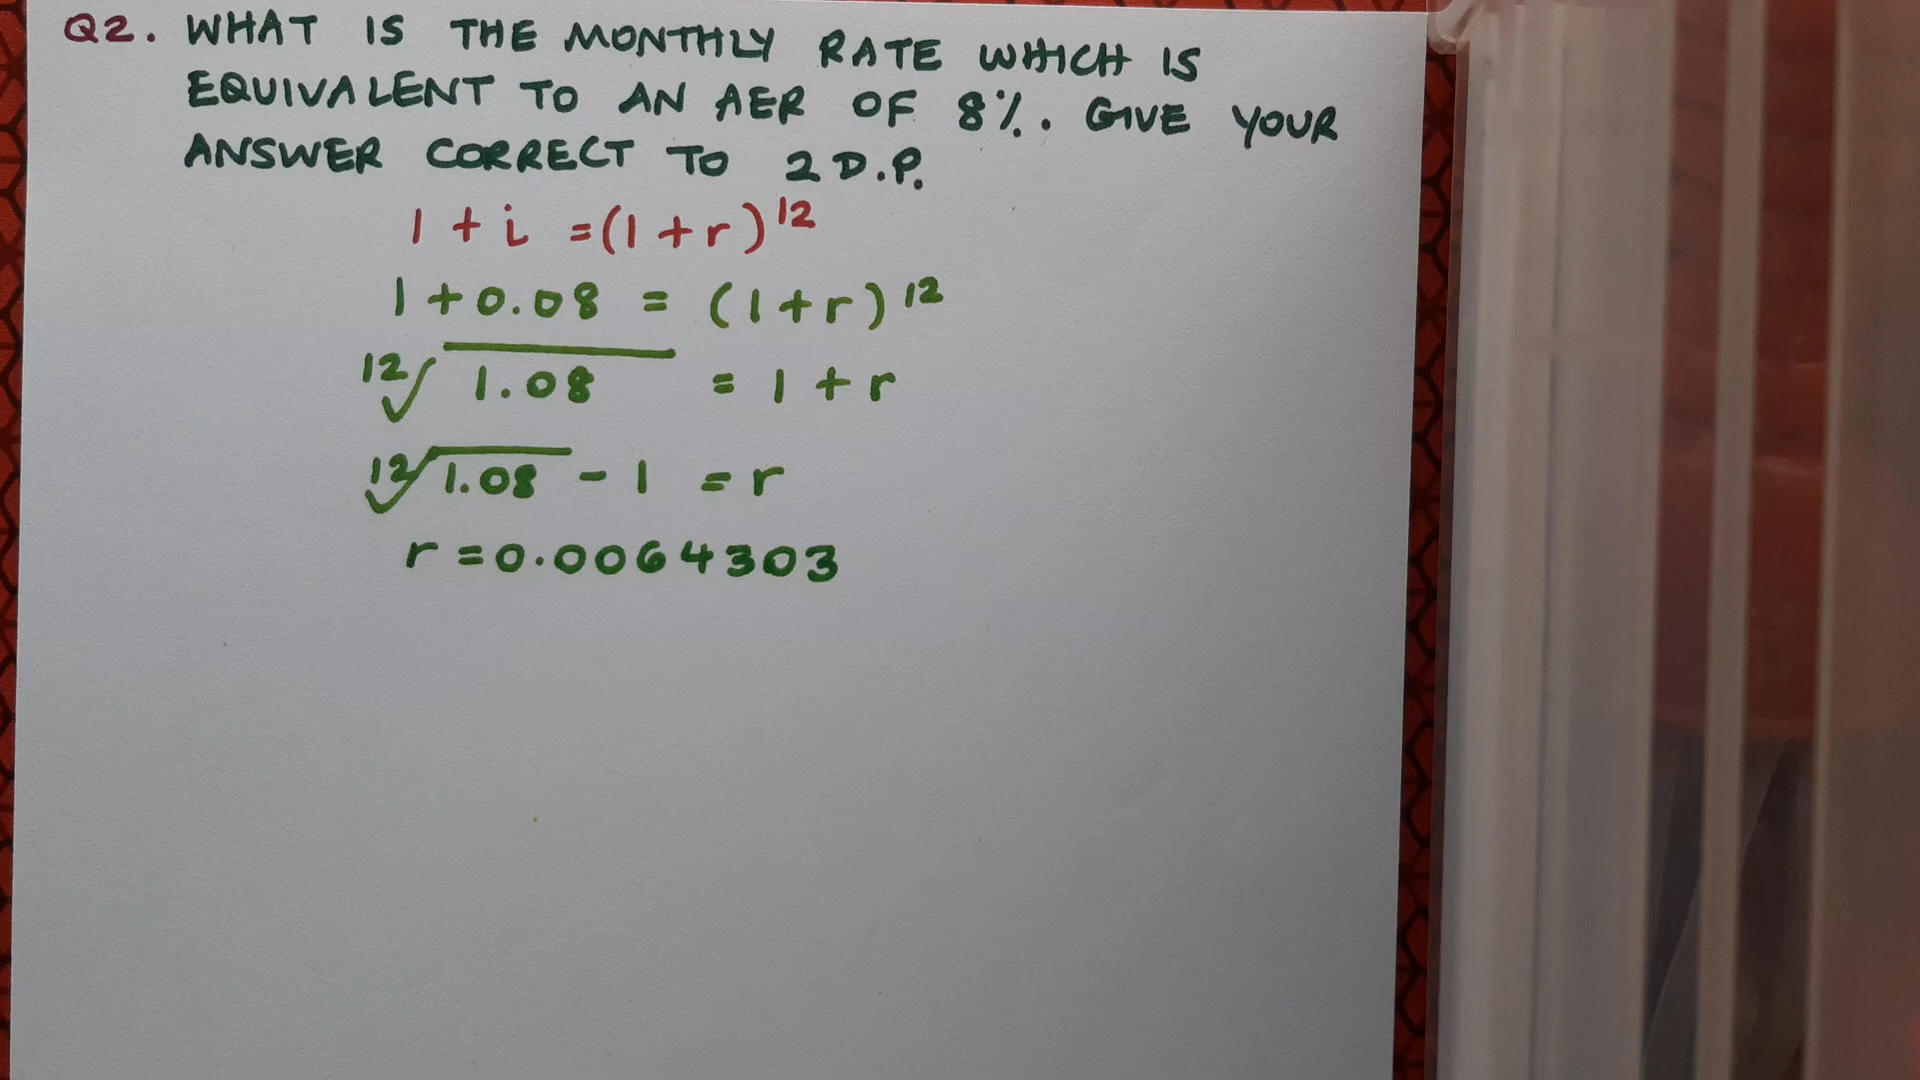 Q2. WHAT IS THE MONTHLY RATE WHICH IS
EQUIVALENT TO AN AER OF 8%. GIVE YOUR
ANSWER CORRECT TO 2 D.P.
1 + i = (1 + r)^12
1 + 0.08 = (1 + r)^12
12√1.08 = 1 + r
12√1.08 - 1 = r
r = 0.0064303